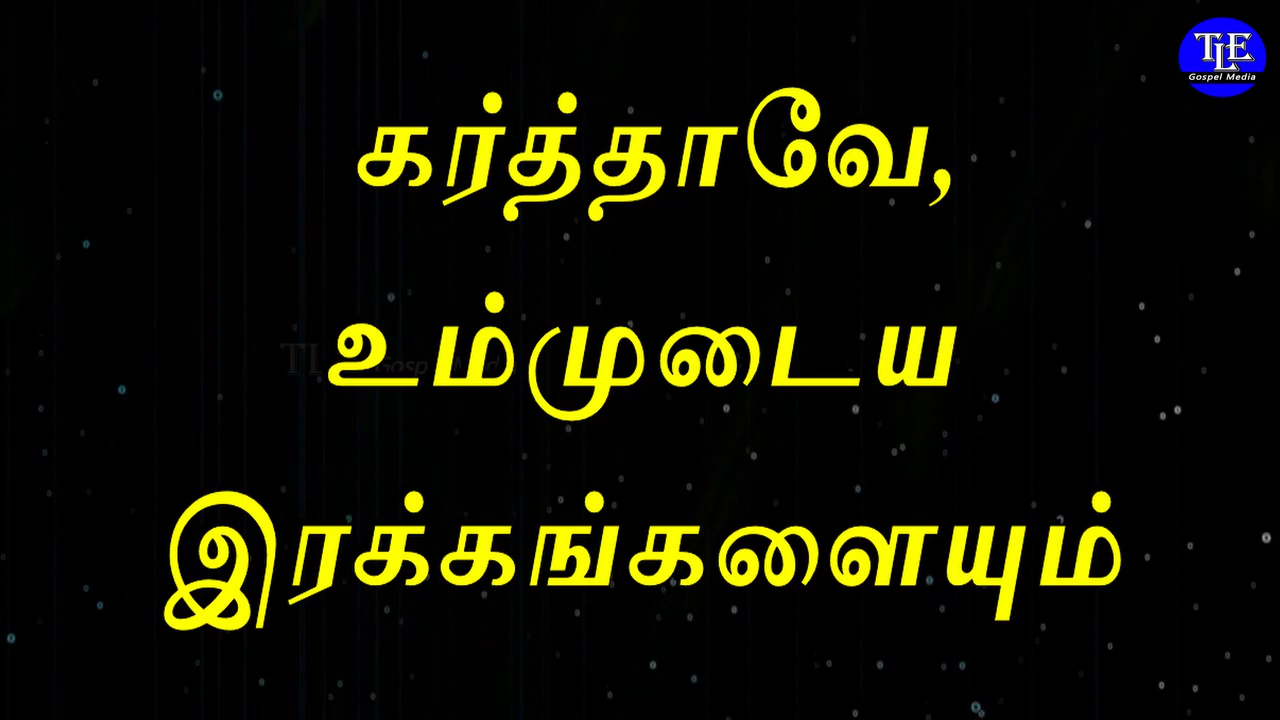 TLE
Gospel Media
கர்த்தாவே,
உம்முடைய
இரக்கங்களையும்